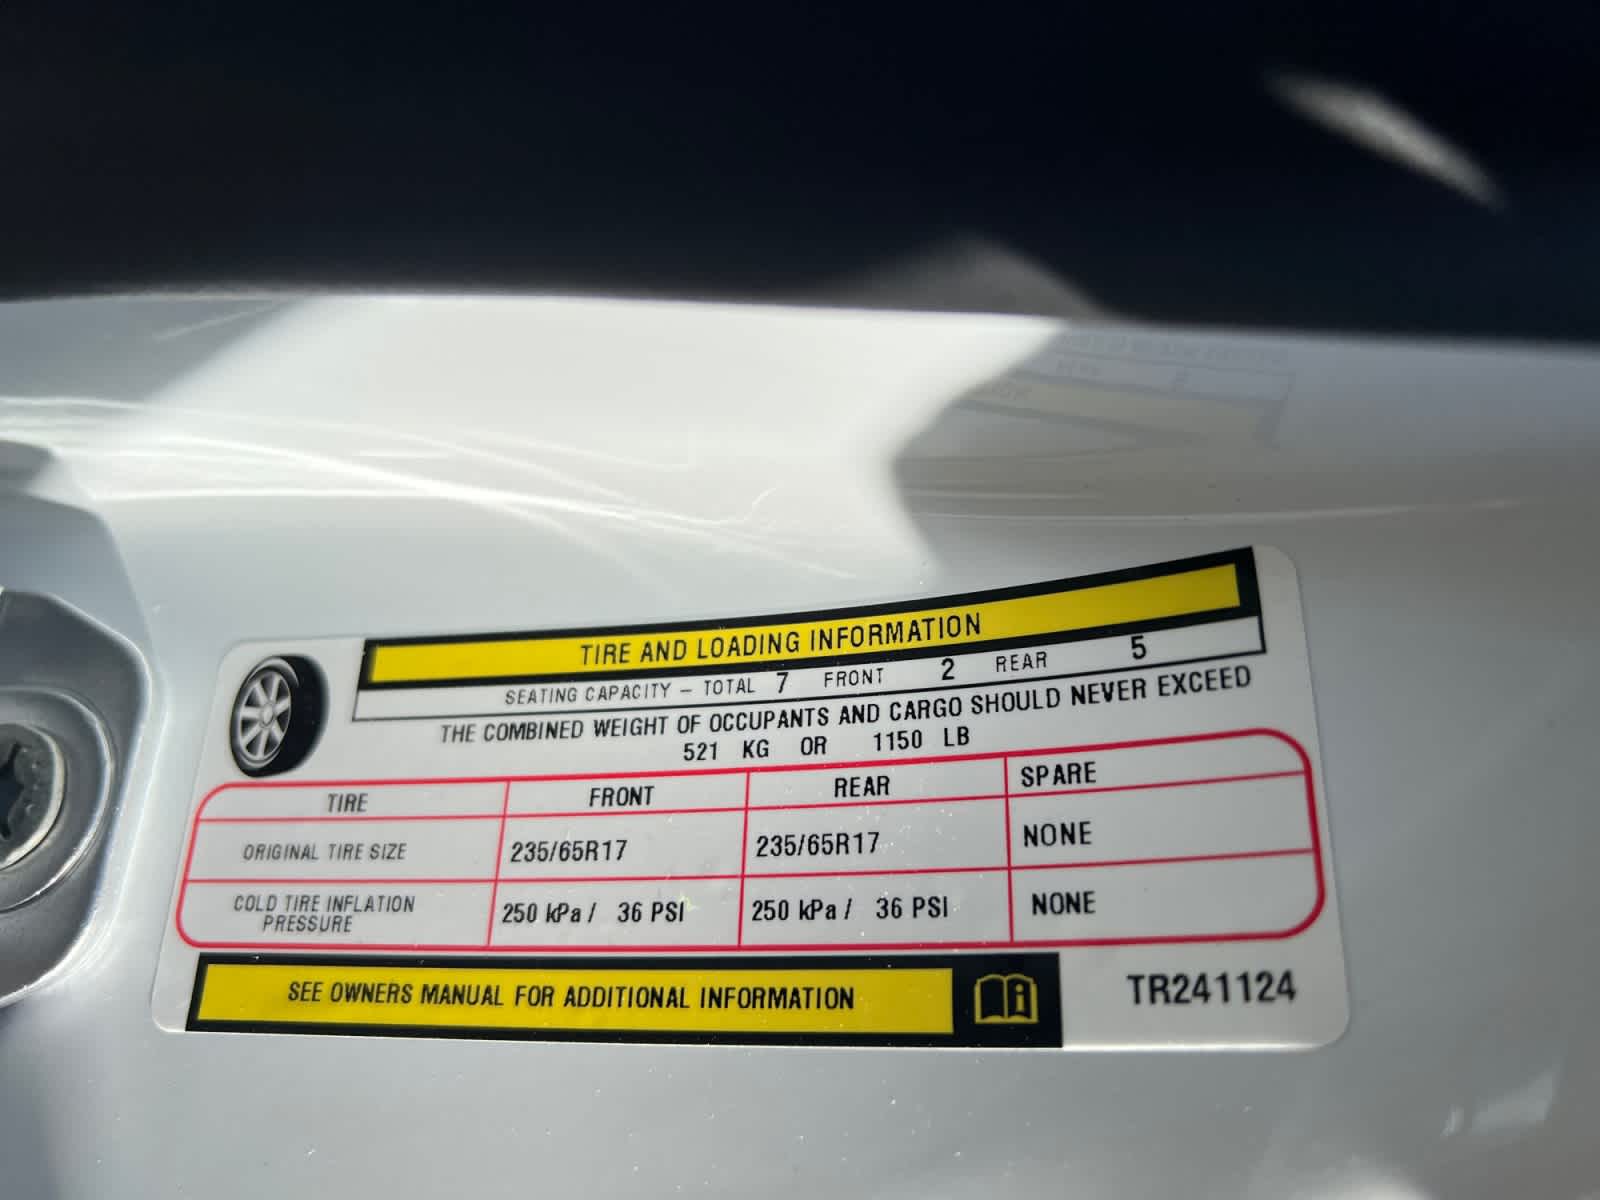 TIRE AND LOADING INFORMATION
SEATING CAPACITY – TOTAL 7 FRONT 2 REAR 5
THE COMBINED WEIGHT OF OCCUPANTS AND CARGO SHOULD NEVER EXCEED
521 KG OR 1150 LB
TIRE FRONT REAR SPARE
ORIGINAL TIRE SIZE 235/65R17 235/65R17 NONE
COLD TIRE INFLATION
PRESSURE 250 kPa / 36 PSI 250 kPa / 36 PSI NONE
SEE OWNERS MANUAL FOR ADDITIONAL INFORMATION
TR241124